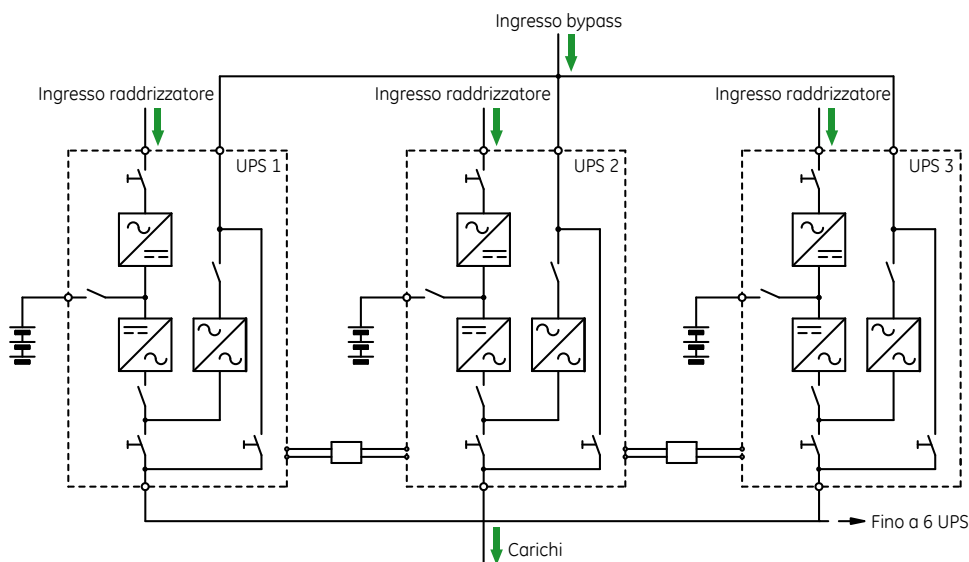 Ingresso bypass
Ingresso raddrizzatore
Ingresso raddrizzatore
Ingresso raddrizzatore
UPS 1
UPS 2
UPS 3
Fino a 6 UPS
Carichi